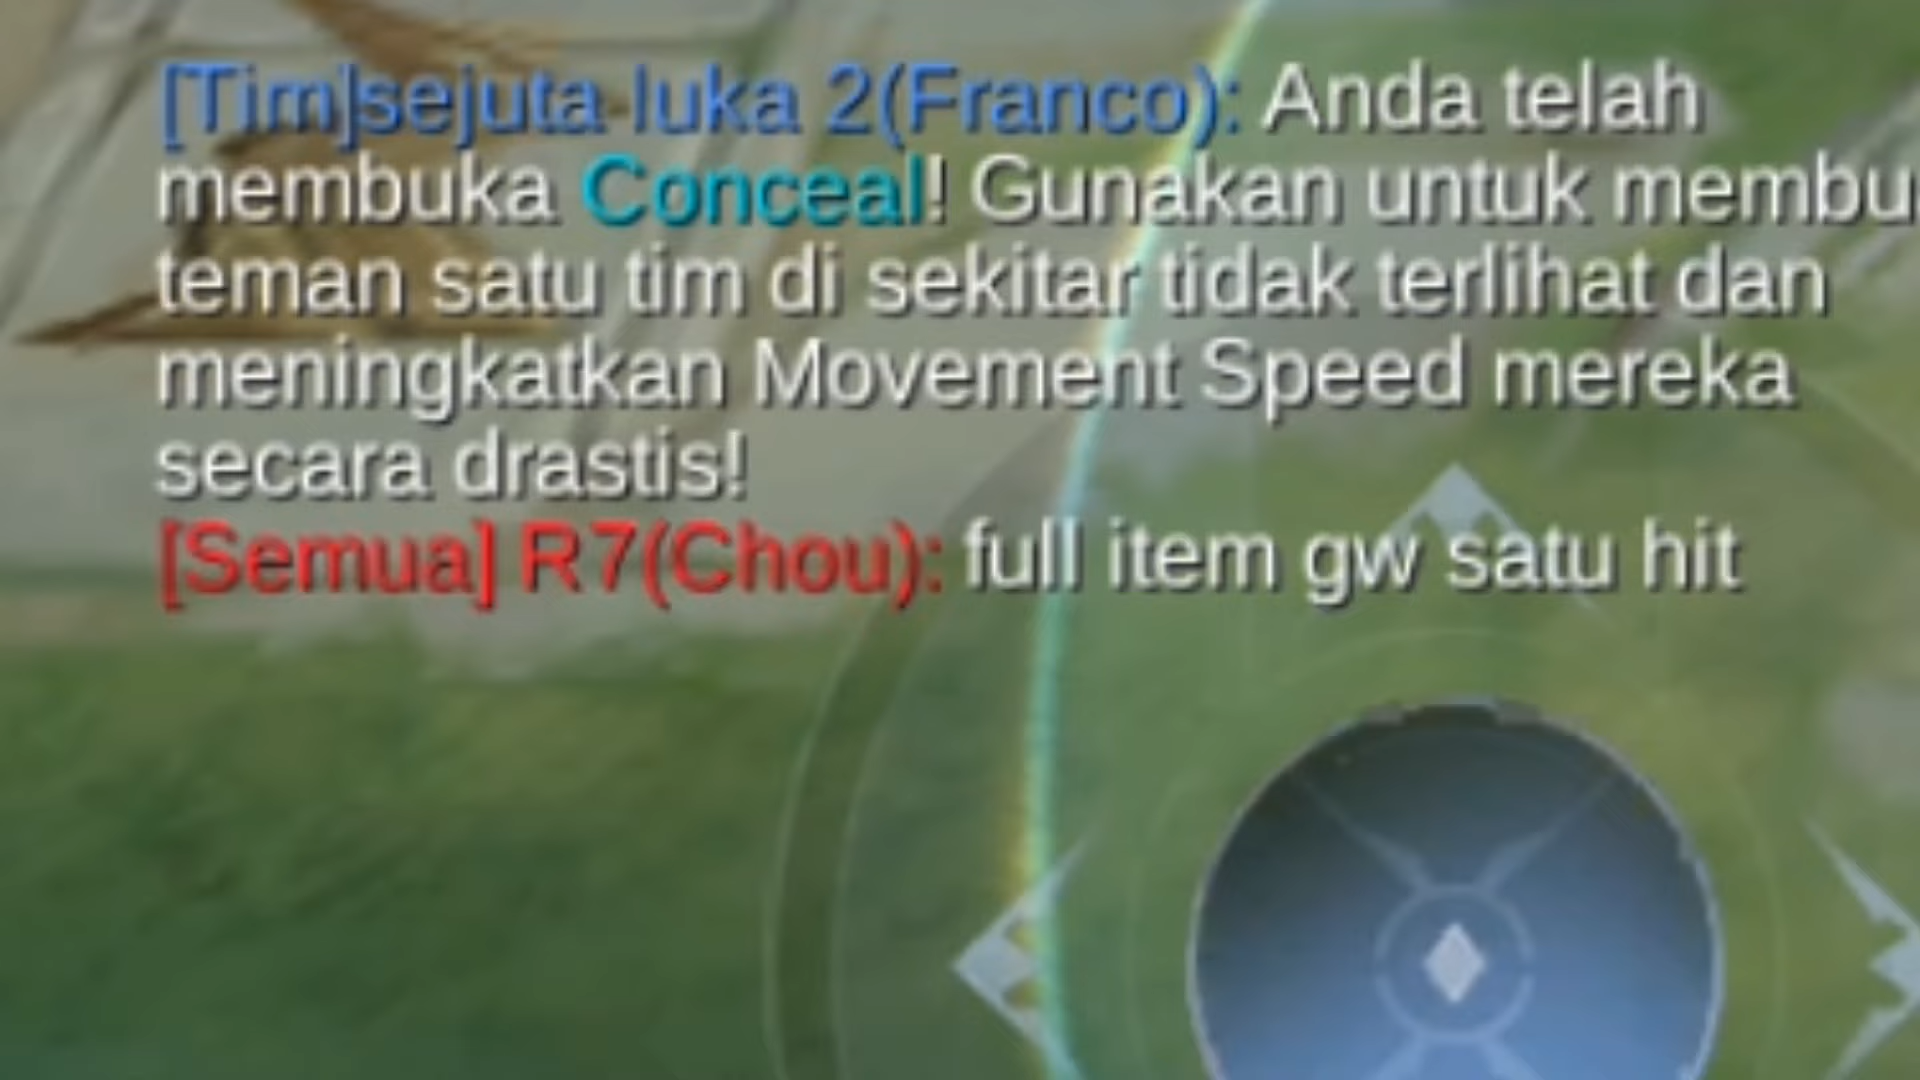 [Tim]sejuta luka 2(Franco): Anda telah
membuka Conceal! Gunakan untuk
teman satu tim di sekitar tidak terlihat dan
meningkatkan Movement Speed mereka
secara drastis!
[Semua] R7(Chou): full item gw satu hit